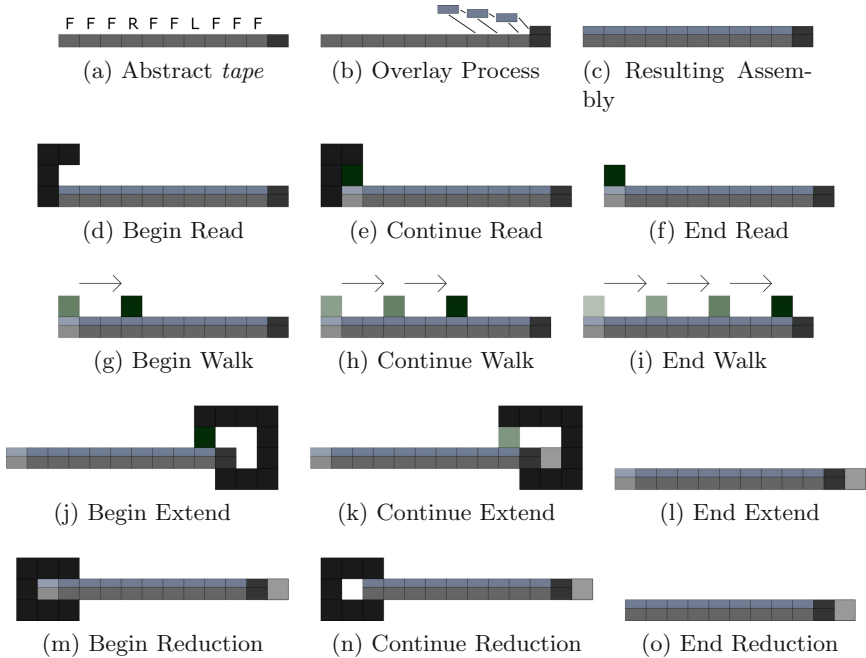 F F F R F F L F F F
(a) Abstract tape
(b) Overlay Process
(c) Resulting Assem-
bly
(d) Begin Read
(e) Continue Read
(f) End Read
(g) Begin Walk
(h) Continue Walk
(i) End Walk
(j) Begin Extend
(k) Continue Extend
(l) End Extend
(m) Begin Reduction
(n) Continue Reduction
(o) End Reduction